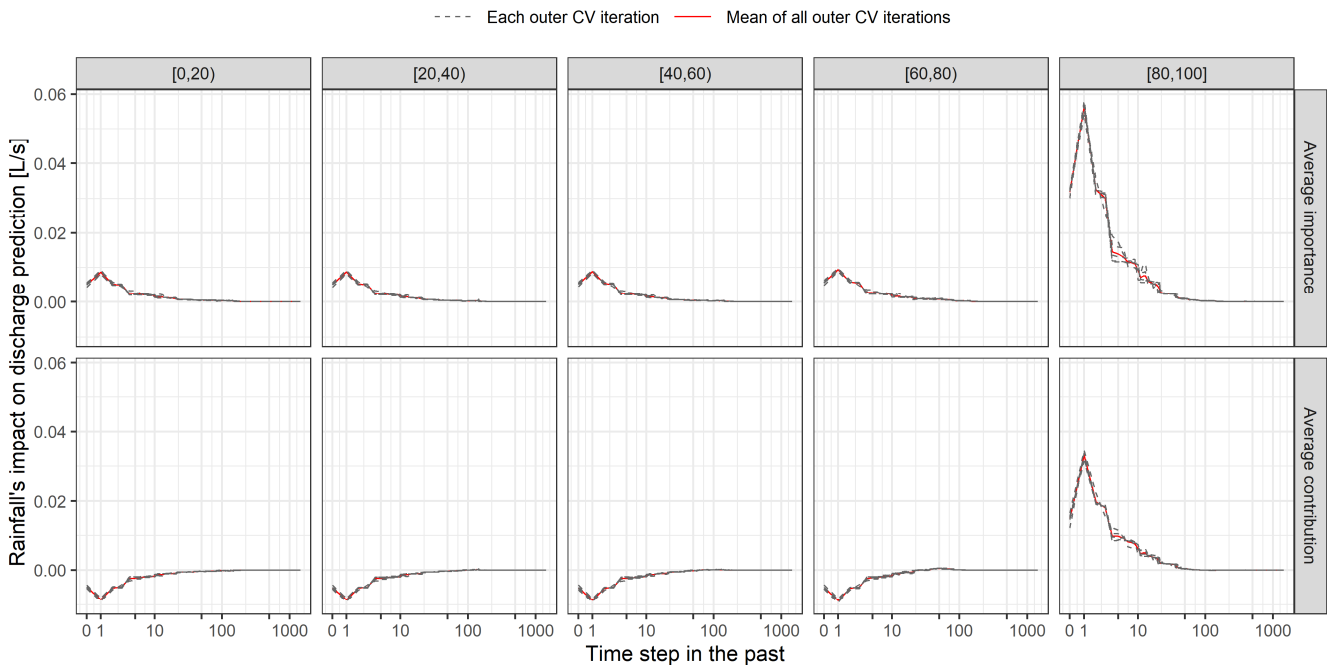 Each outer CV iteration Mean of all outer CV iterations
[0,20) [20,40) [40,60) [60,80) [80,100]
Rainfall's impact on discharge prediction [L/s]
0.06
0.04
0.02
0.00
Average importance
0.06
0.04
0.02
0.00
Average contribution
0 1 10 100 1000 0 1 10 100 1000 0 1 10 100 1000 0 1 10 100 1000 0 1 10 100 1000
Time step in the past